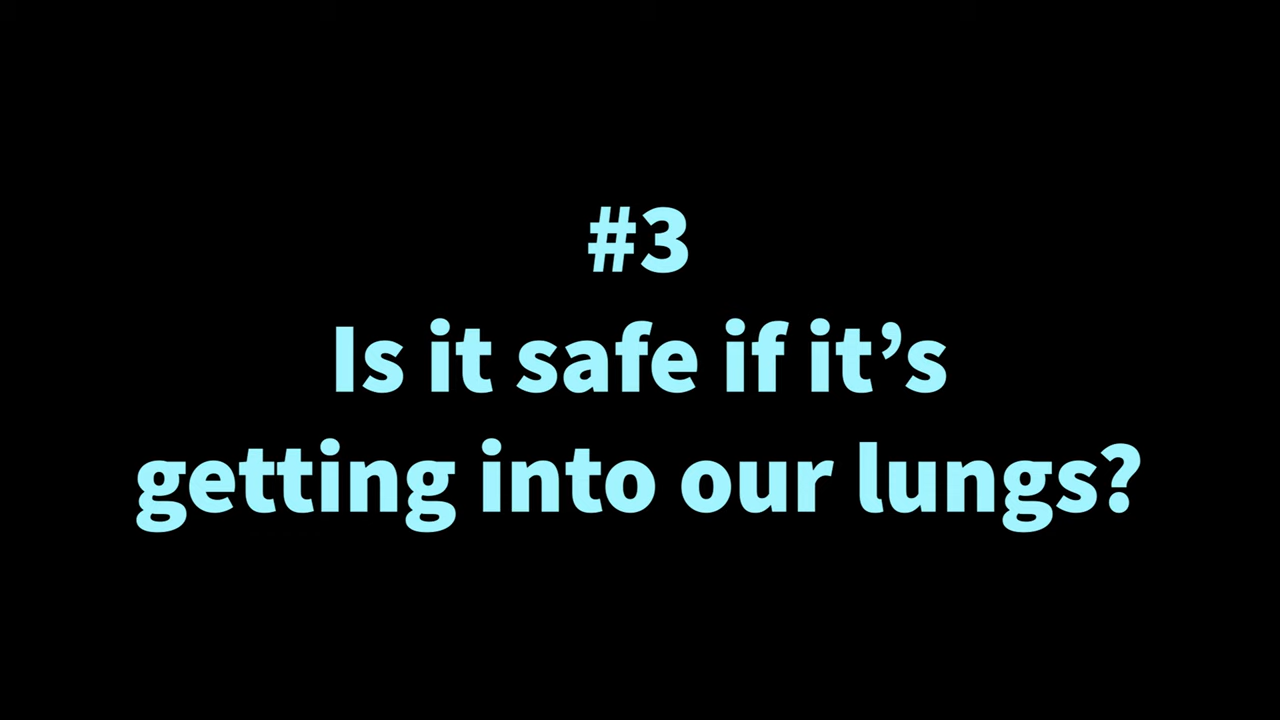 #3
Is it safe if it’s
getting into our lungs?